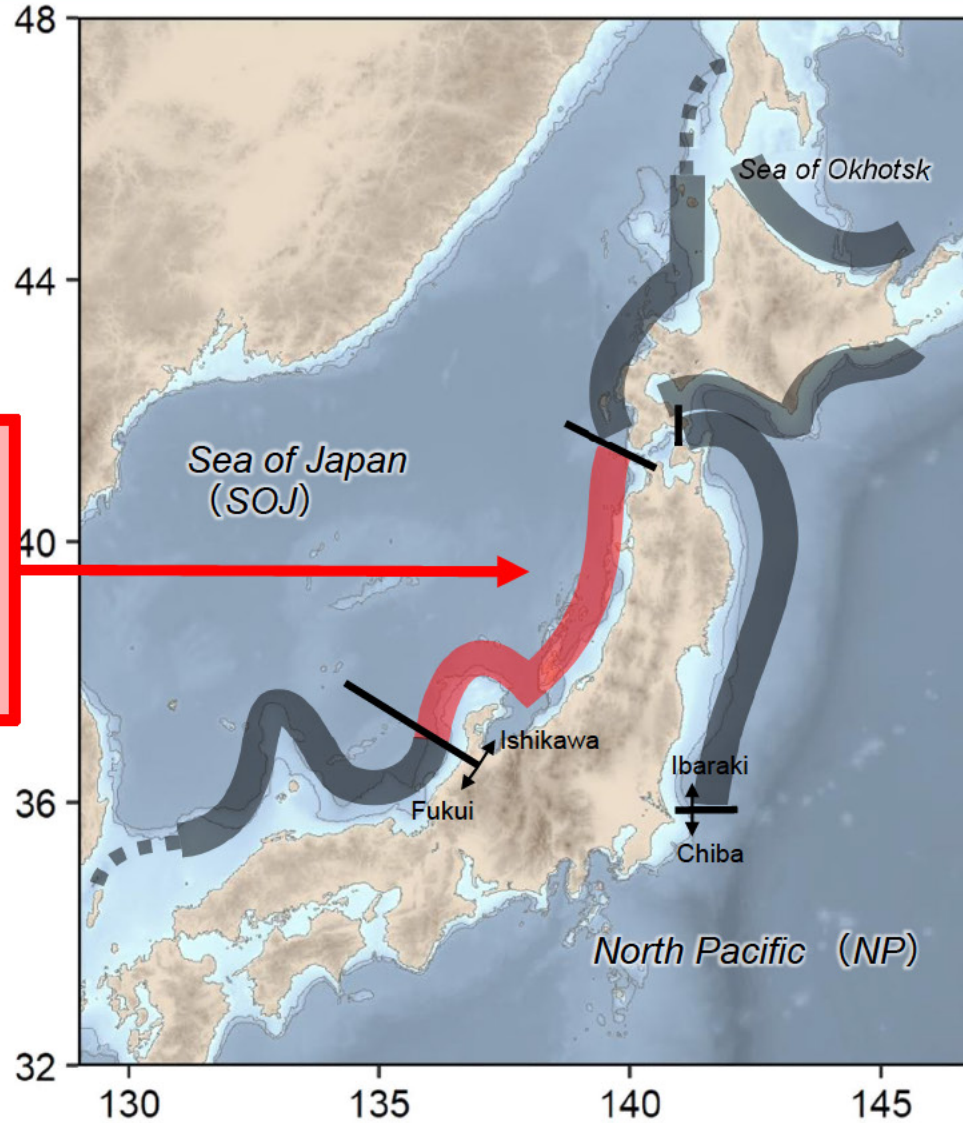 48
Sea of Okhotsk
44
Sea of Japan
（SOJ）
40
Ishikawa
Ibaraki
36
Fukui
Chiba
North Pacific （NP）
32
130 135 140 145